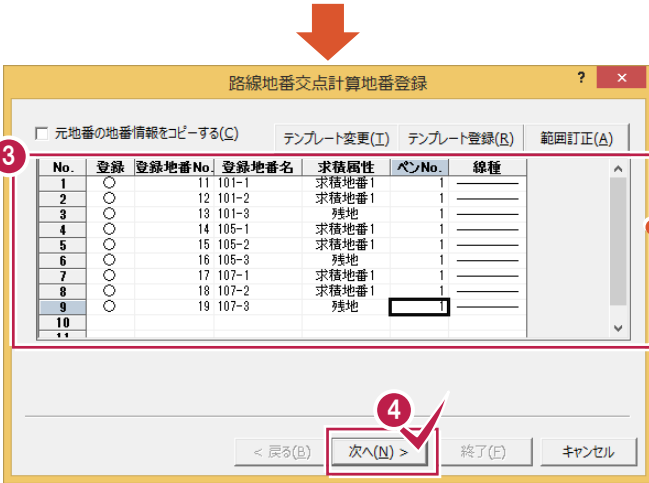 路線地番交点計算地番登録 ? ×
元地番の地番情報をコピーする(C) テンプレート変更(T) テンプレート登録(R) 範囲訂正(A)
3
No. 登録 登録地番No. 登録地番名 求積属性 ペンNo. 線種
1 ○ 11 101-1 求積地番1 1
2 ○ 12 101-2 求積地番1 1
3 ○ 13 101-3 残地 1
4 ○ 14 105-1 求積地番1 1
5 ○ 15 105-2 求積地番1 1
6 ○ 16 105-3 残地 1
7 ○ 17 107-1 求積地番1 1
8 ○ 18 107-2 求積地番1 1
9 ○ 19 107-3 残地 1
10
11
4
< 戻る(B) 次へ(N) > 終了(F) キャンセル